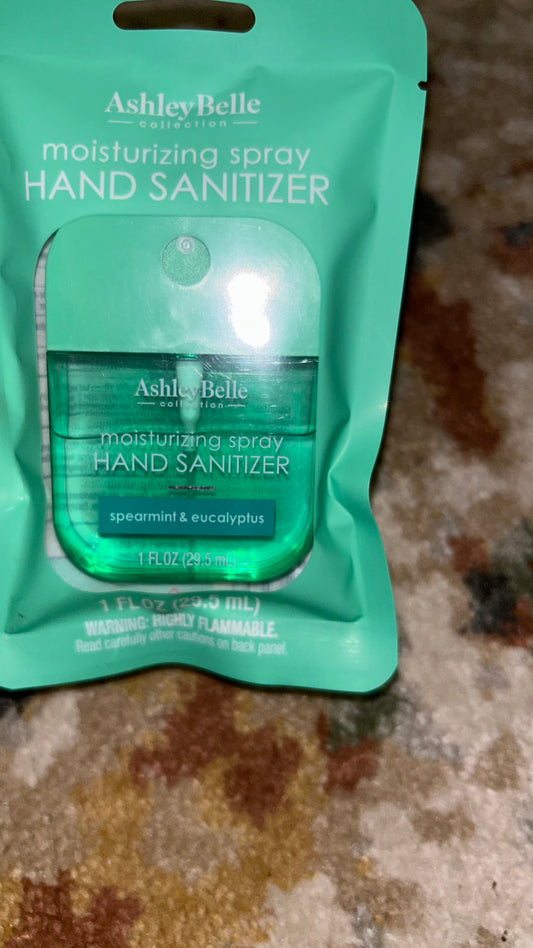 AshleyBelle
collection
moisturizing spray
HAND SANITIZER
AshleyBelle
collection
moisturizing spray
HAND SANITIZER
spearmint & eucalyptus
1 FL OZ (29.5 mL)
1 FL OZ (29.5 mL)
WARNING: HIGHLY FLAMMABLE.
Read carefully other cautions on back panel.